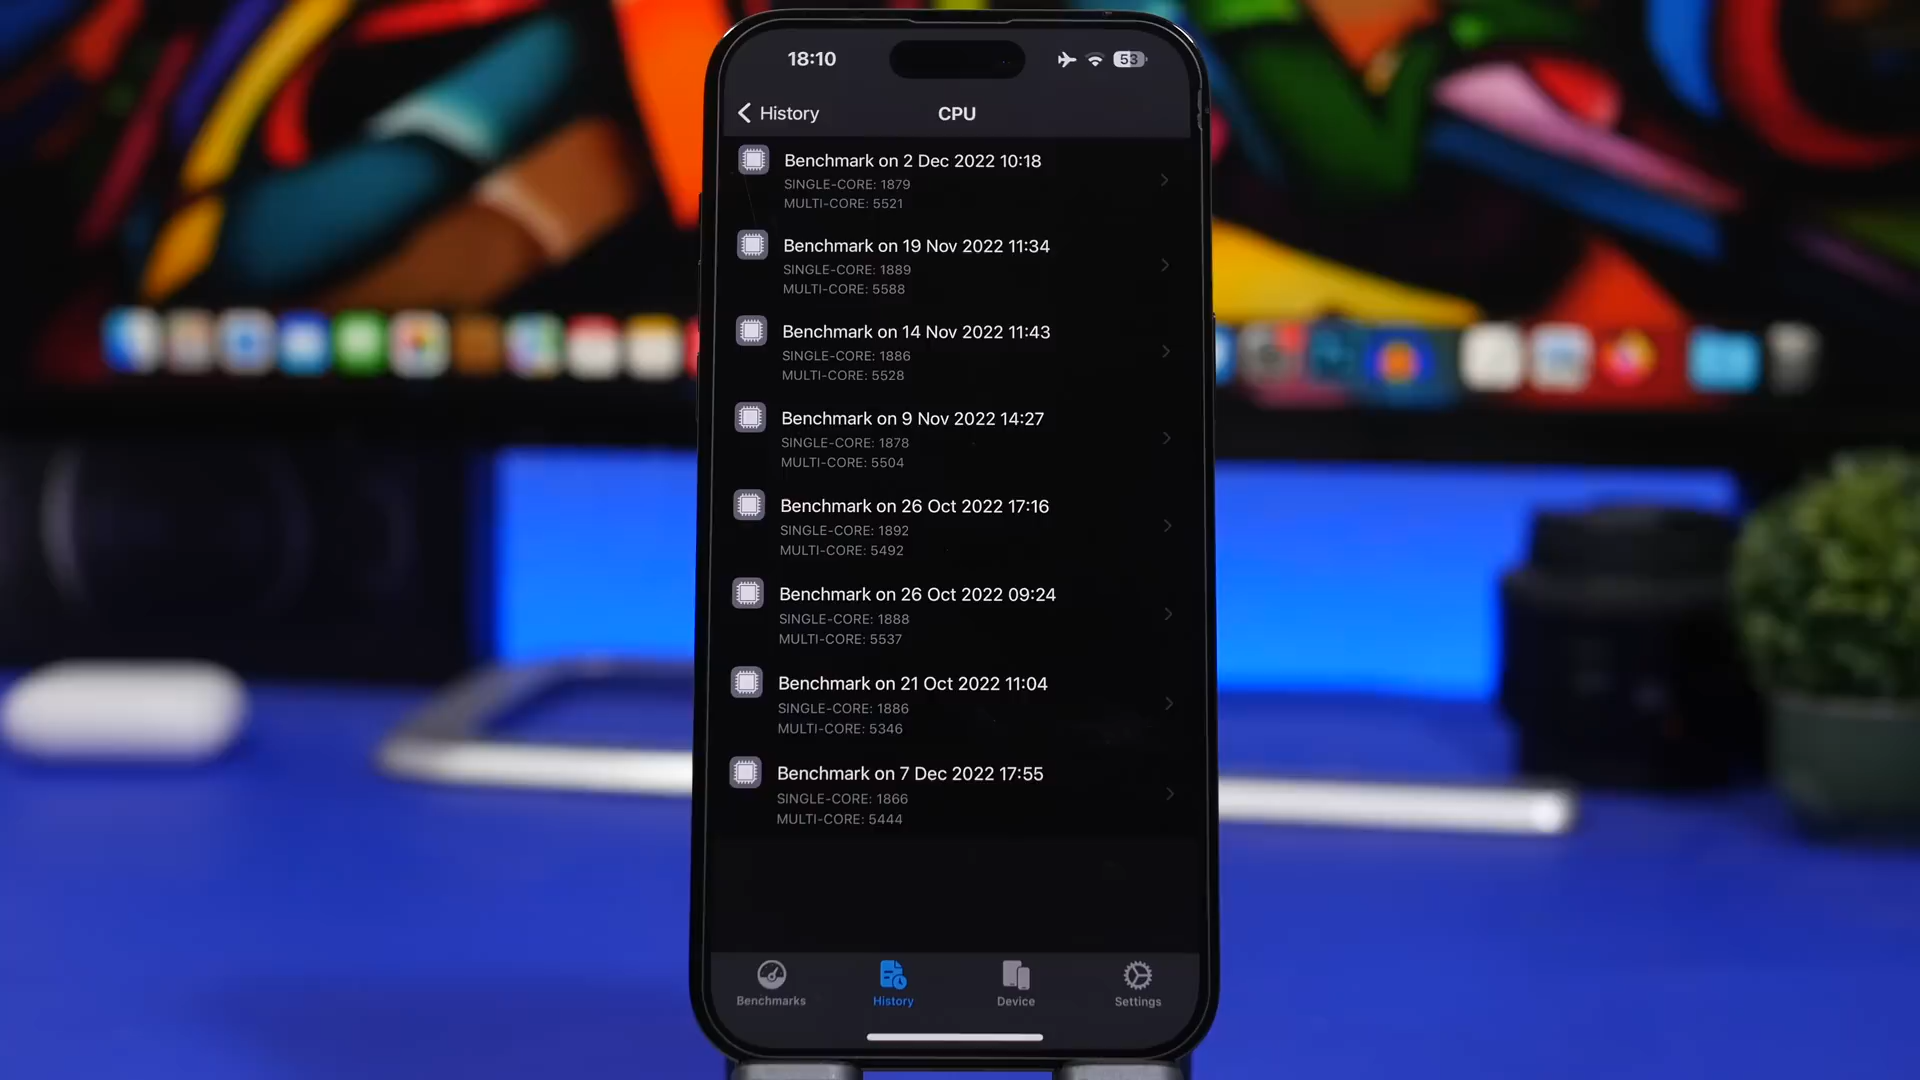 18:10
53
History
CPU
Benchmark on 2 Dec 2022 10:18
SINGLE-CORE: 1879
MULTI-CORE: 5521
Benchmark on 19 Nov 2022 11:34
SINGLE-CORE: 1889
MULTI-CORE: 5588
Benchmark on 14 Nov 2022 11:43
SINGLE-CORE: 1886
MULTI-CORE: 5528
Benchmark on 9 Nov 2022 14:27
SINGLE-CORE: 1878
MULTI-CORE: 5504
Benchmark on 26 Oct 2022 17:16
SINGLE-CORE: 1892
MULTI-CORE: 5492
Benchmark on 26 Oct 2022 09:24
SINGLE-CORE: 1888
MULTI-CORE: 5537
Benchmark on 21 Oct 2022 11:04
SINGLE-CORE: 1886
MULTI-CORE: 5346
Benchmark on 7 Dec 2022 17:55
SINGLE-CORE: 1866
MULTI-CORE: 5444
Benchmarks
History
Device
Settings